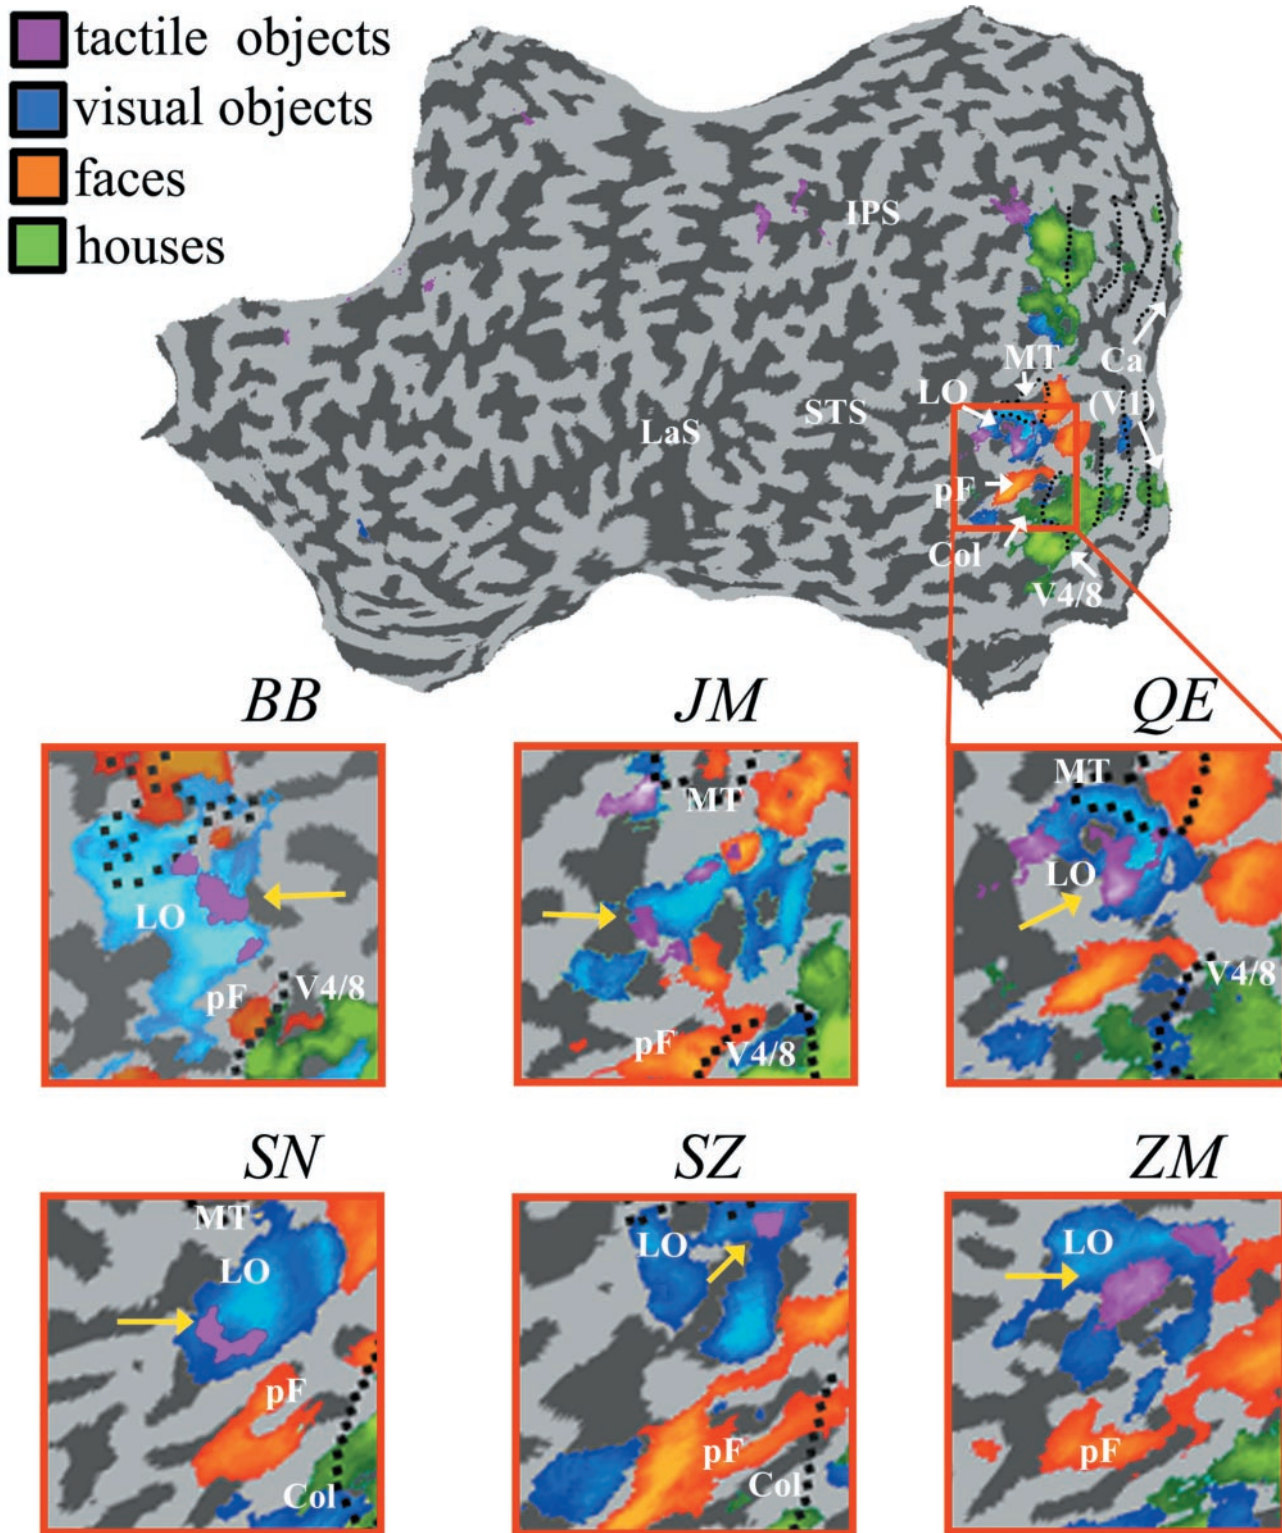 tactile objects
visual objects
faces
houses
IPS
MT
Ca
(V1)
LO
STS
LaS
pF
Col
V4/8
BB
JM
QE
LO
pF
V4/8
MT
pF
V4/8
MT
LO
V4/8
SN
SZ
ZM
MT
LO
pF
Col
LO
pF
Col
LO
pF